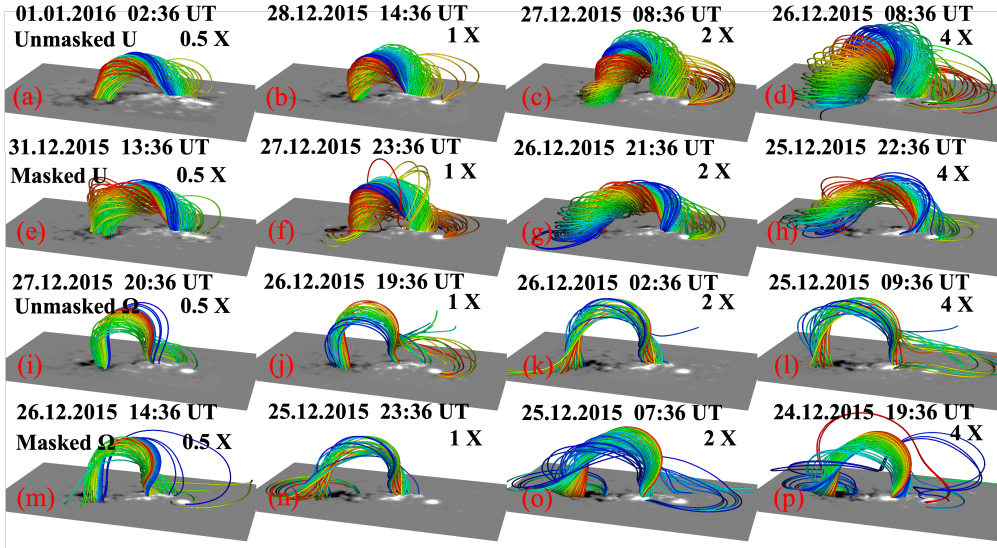 01.01.2016 02:36 UT
Unmasked U 0.5 X
(a)
28.12.2015 14:36 UT
1 X
(b)
27.12.2015 08:36 UT
2 X
(c)
26.12.2015 08:36 UT
4 X
(d)
31.12.2015 13:36 UT
Masked U 0.5 X
(e)
27.12.2015 23:36 UT
1 X
(f)
26.12.2015 21:36 UT
2 X
(g)
25.12.2015 22:36 UT
4 X
(h)
27.12.2015 20:36 UT
Unmasked Ω 0.5 X
(i)
26.12.2015 19:36 UT
1 X
(j)
26.12.2015 02:36 UT
2 X
(k)
25.12.2015 09:36 UT
4 X
(l)
26.12.2015 14:36 UT
Masked Ω 0.5 X
(m)
25.12.2015 23:36 UT
1 X
(n)
25.12.2015 07:36 UT
2 X
(o)
24.12.2015 19:36 UT
4 X
(p)